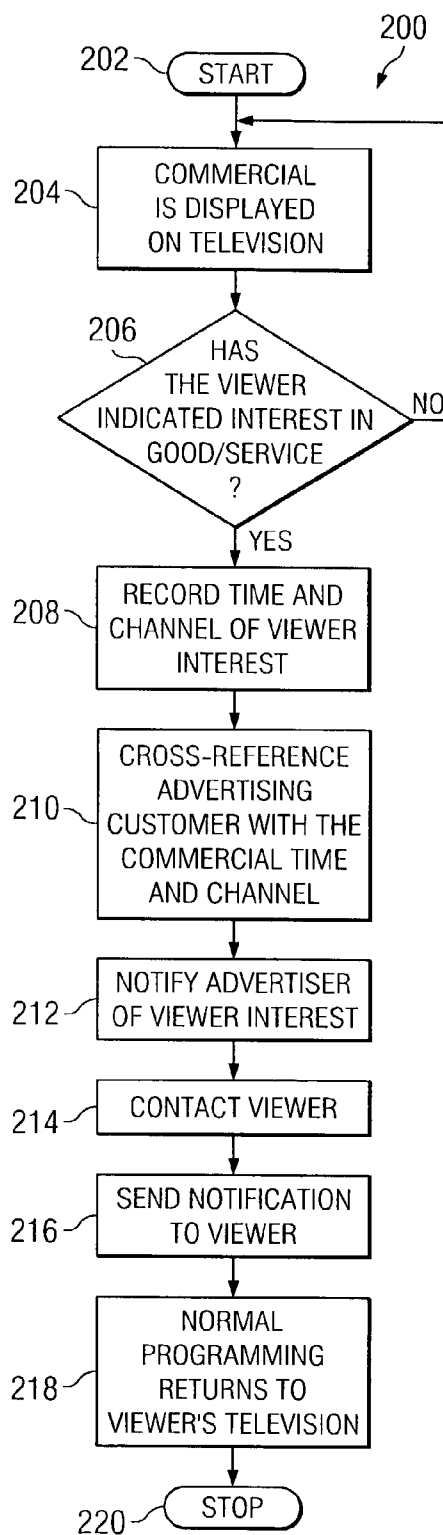 200
202
START
204
COMMERCIAL
IS DISPLAYED
ON TELEVISION
206
HAS
THE VIEWER
INDICATED INTEREST IN
GOOD/SERVICE
?
NO
YES
208
RECORD TIME AND
CHANNEL OF VIEWER
INTEREST
210
CROSS-REFERENCE
ADVERTISING
CUSTOMER WITH THE
COMMERCIAL TIME
AND CHANNEL
212
NOTIFY ADVERTISER
OF VIEWER INTEREST
214
CONTACT VIEWER
216
SEND NOTIFICATION
TO VIEWER
218
NORMAL
PROGRAMMING
RETURNS TO
VIEWER'S TELEVISION
220
STOP